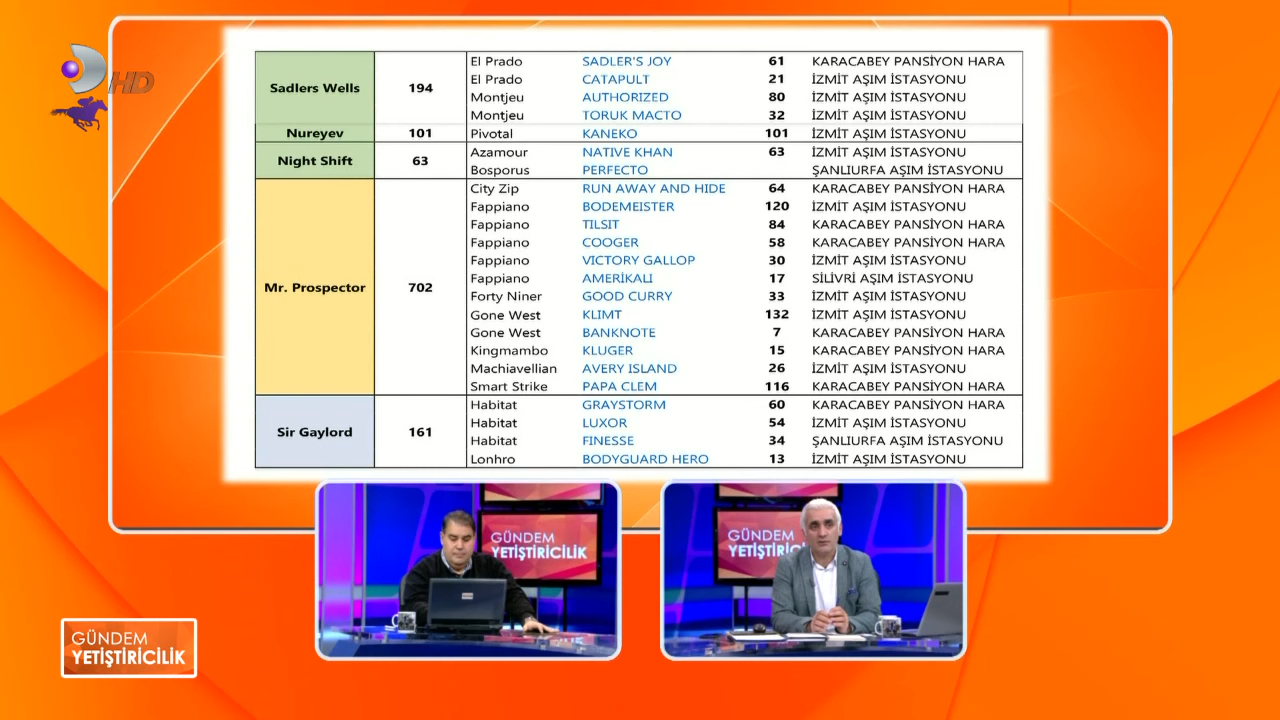 HD
El Prado SADLER'S JOY 61 KARACABEY PANSİYON HARA
El Prado CATAPULT 21 İZMİT AŞIM İSTASYONU
Sadlers Wells 194
Montjeu AUTHORIZED 80 İZMİT AŞIM İSTASYONU
Montjeu TORUK MACTO 32 İZMİT AŞIM İSTASYONU
Nureyev 101 Pivotal KANEKO 101 İZMİT AŞIM İSTASYONU
Night Shift 63
Azamour NATIVE KHAN 63 İZMİT AŞIM İSTASYONU
Bosporus PERFECTO ŞANLIURFA AŞIM İSTASYONU
Mr. Prospector 702
City Zip RUN AWAY AND HIDE 64 KARACABEY PANSİYON HARA
Fappiano BODEMEISTER 120 İZMİT AŞIM İSTASYONU
Fappiano TILSIT 84 KARACABEY PANSİYON HARA
Fappiano COOGER 58 KARACABEY PANSİYON HARA
Fappiano VICTORY GALLOP 30 İZMİT AŞIM İSTASYONU
Fappiano AMERİKALI 17 SİLİVRİ AŞIM İSTASYONU
Forty Niner GOOD CURRY 33 İZMİT AŞIM İSTASYONU
Gone West KLIMT 132 İZMİT AŞIM İSTASYONU
Gone West BANKNOTE 7 KARACABEY PANSİYON HARA
Kingmambo KLUGER 15 KARACABEY PANSİYON HARA
Machiavellian AVERY ISLAND 26 İZMİT AŞIM İSTASYONU
Smart Strike PAPA CLEM 116 KARACABEY PANSİYON HARA
Sir Gaylord 161
Habitat GRAYSTORM 60 KARACABEY PANSİYON HARA
Habitat LUXOR 54 İZMİT AŞIM İSTASYONU
Habitat FINESSE 34 ŞANLIURFA AŞIM İSTASYONU
Lonhro BODYGUARD HERO 13 İZMİT AŞIM İSTASYONU
GÜNDEM
YETİŞTİRİCİLİK
GÜNDEM
YETİŞTİRİCİ
GÜNDEM
YETİŞTİRİCİLİK